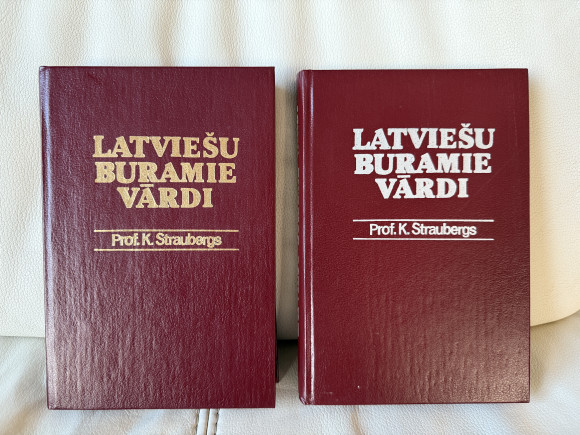 LATVIEŠU
BURAMIE
VĀRDI
Prof. K. Straubergs
LATVIEŠU
BURAMIE
VĀRDI
Prof. K. Straubergs